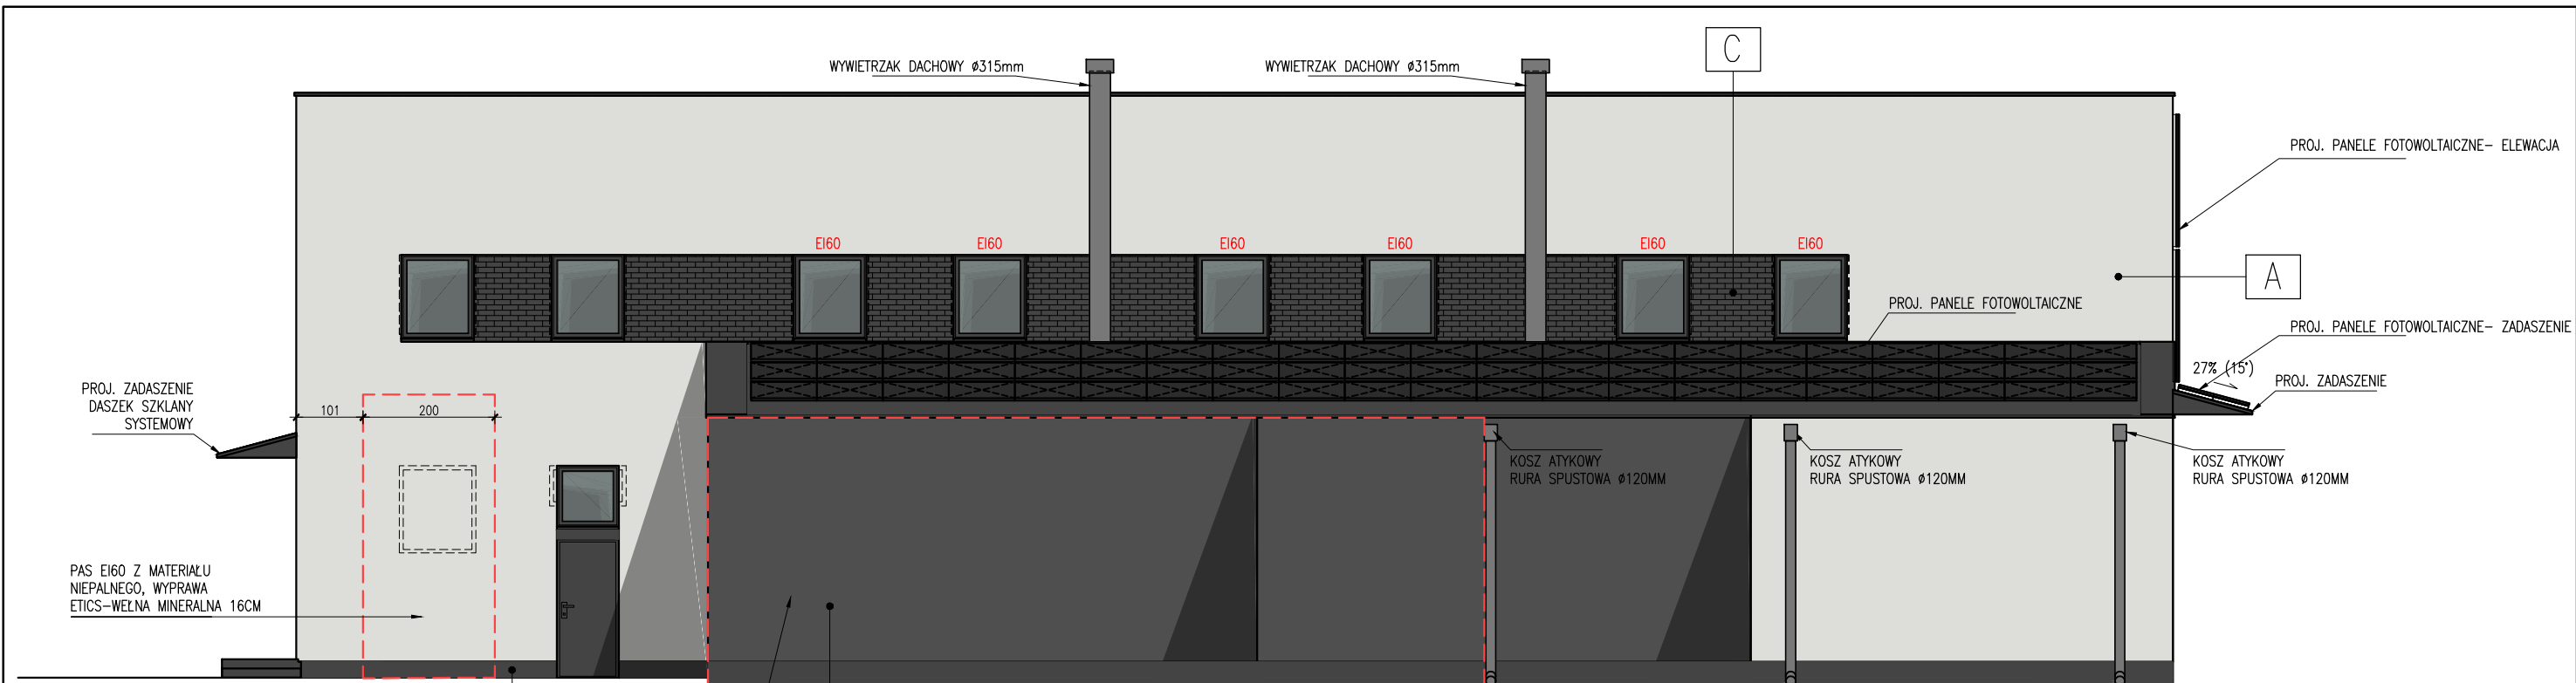 C
WYWIETRZAK DACHOWY ø315mm
WYWIETRZAK DACHOWY ø315mm
PROJ. PANELE FOTOWOLTAICZNE- ELEWACJA
EI60
EI60
EI60
EI60
EI60
EI60
A
PROJ. PANELE FOTOWOLTAICZNE
PROJ. PANELE FOTOWOLTAICZNE- ZADASZENIE
27% (15°)
PROJ. ZADASZENIE
PROJ. ZADASZENIE
DASZEK SZKLANY
SYSTEMOWY
101
200
KOSZ ATYKOWY
RURA SPUSTOWA ø120MM
KOSZ ATYKOWY
RURA SPUSTOWA ø120MM
KOSZ ATYKOWY
RURA SPUSTOWA ø120MM
PAS EI60 Z MATERIAŁU
NIEPALNEGO, WYPRAWA
ETICS-WEŁNA MINERALNA 16CM